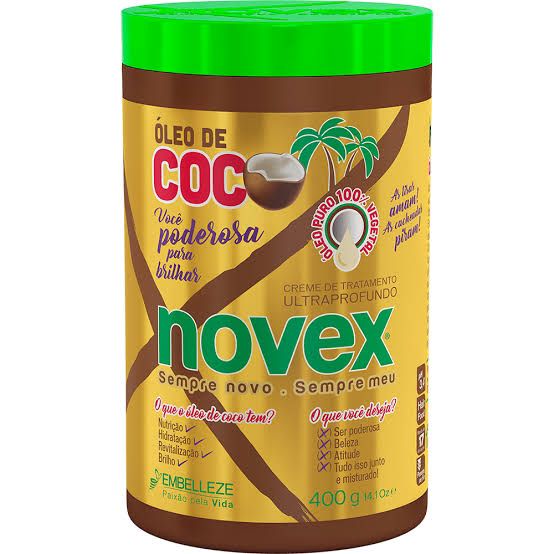 ÓLEO DE
COCO
Você
poderosa
para
brilhar
ÓLEO PURO 100% VEGETAL
As lisas
amam!
As cacheadas
piram!
CREME DE TRATAMENTO
ULTRAPROFUNDO
novex®
Sempre novo . Sempre meu
O que o óleo de coco tem?
Nutrição
Hidratação
Revitalização
Brilho
O que você deseja?
Ser poderosa
Beleza
Atitude
Tudo isso junto
e misturado!
EMBELLEZE
Paixão pela Vida
400g (14.1Oz e)